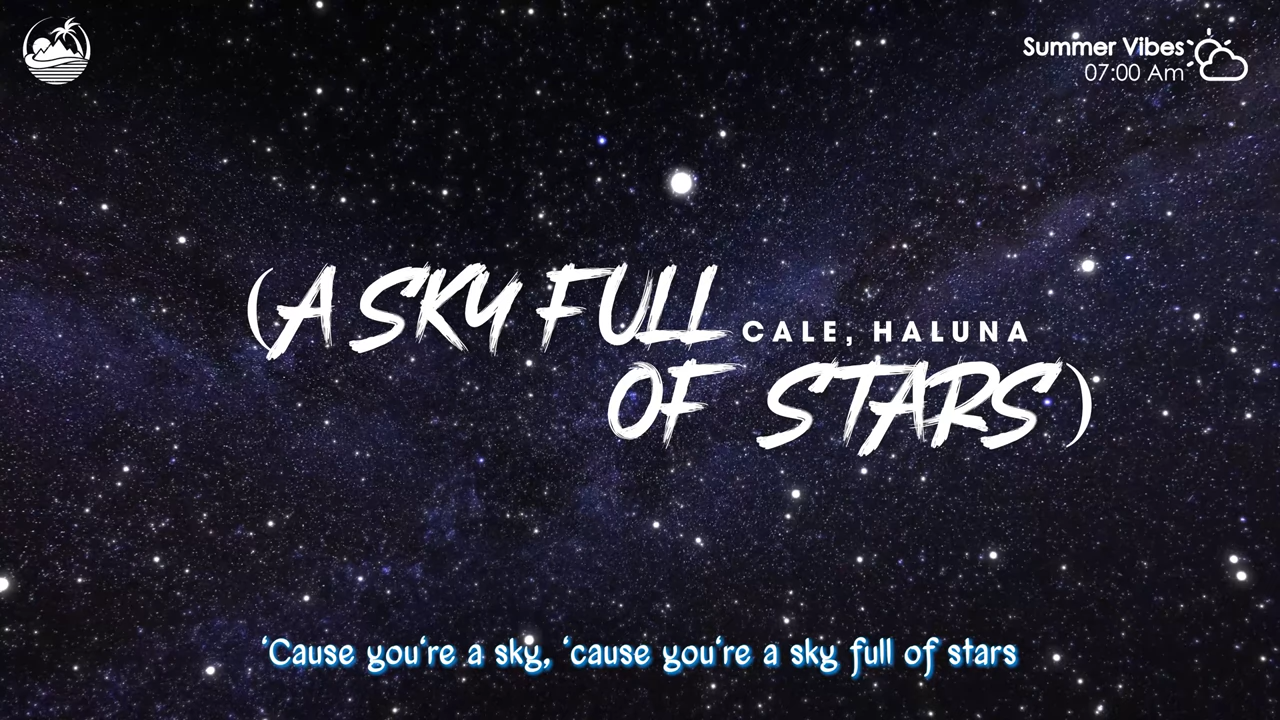 Summer Vibes
07:00 Am
(A SKY FULL
CALE, HALUNA
OF STARS)
‘Cause you‘re a sky, ‘cause you‘re a sky full of stars